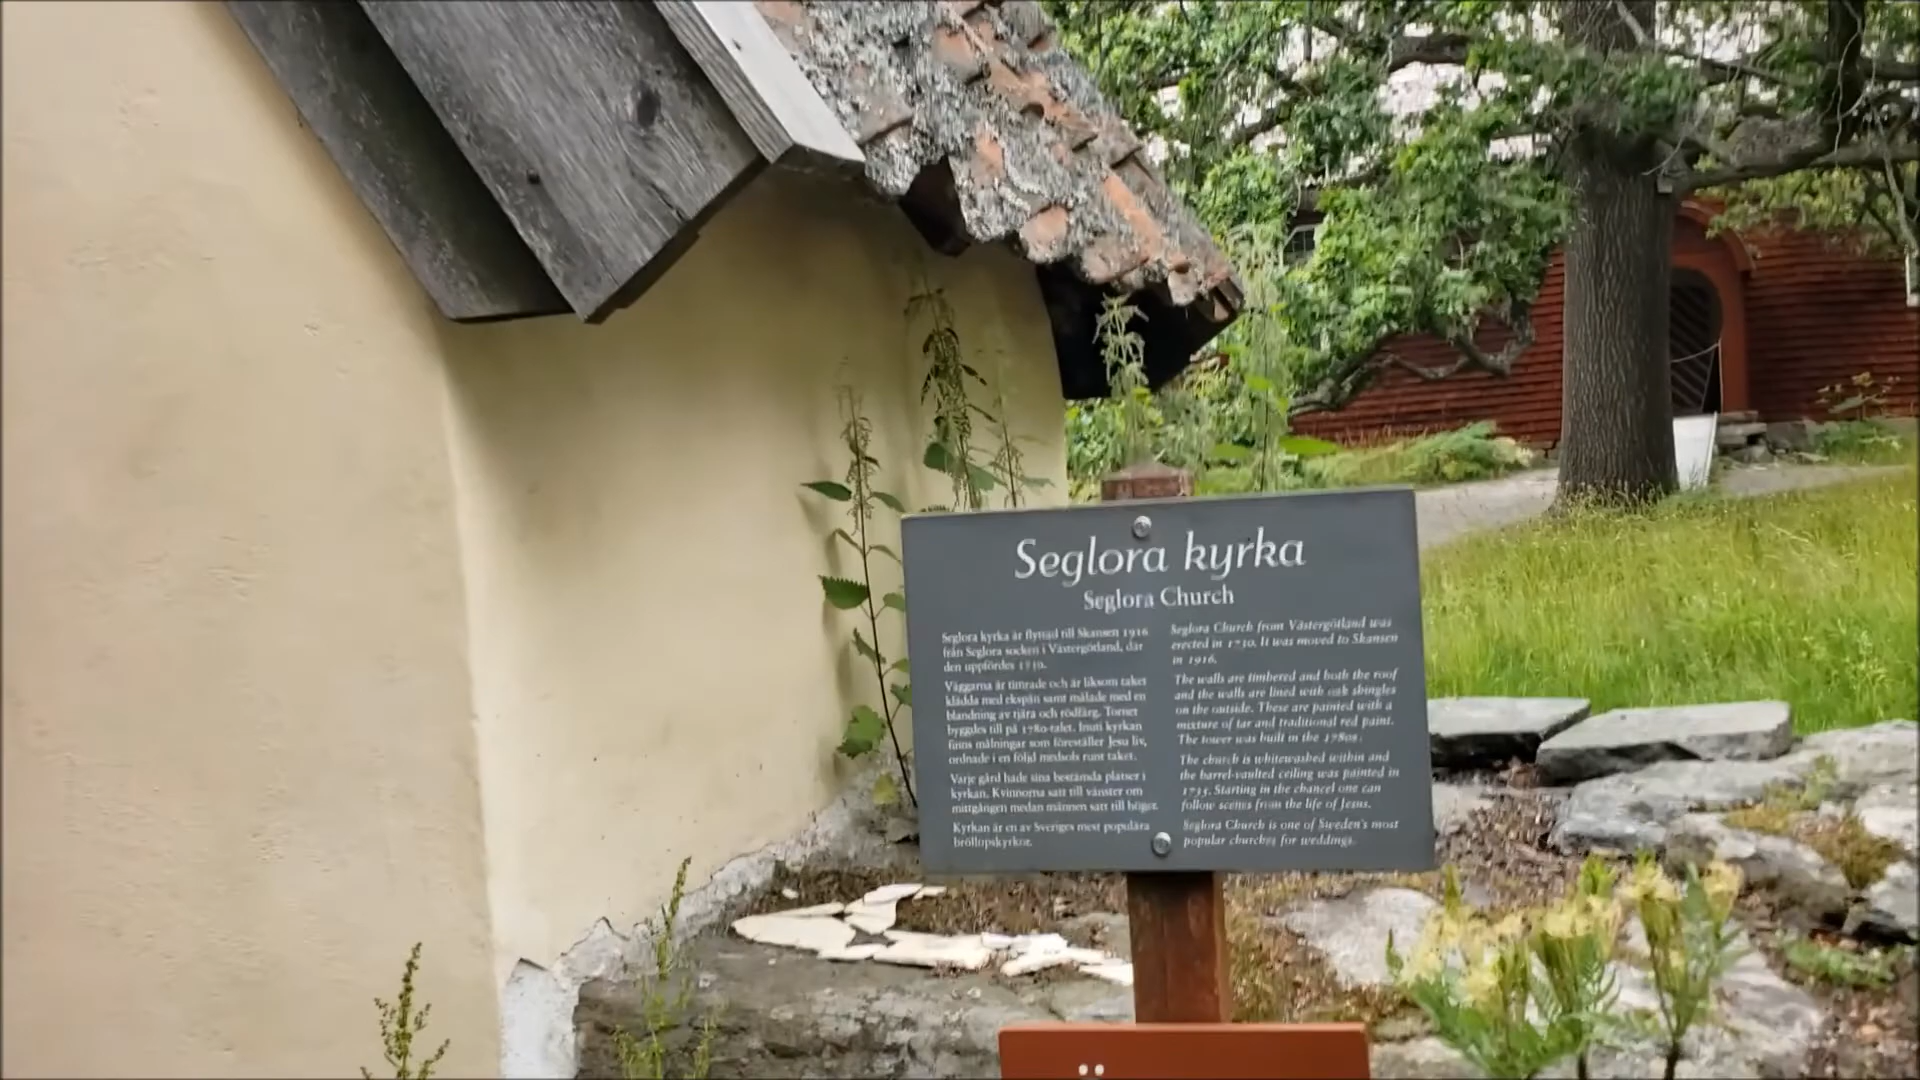 Seglora kyrka
Seglora Church
Seglora kyrka är flyttad till Skansen 1916
från Seglora socken i Västergötland, där
den uppfördes 1730.
Väggarna är timrade och är liksom taket
klädda med ekspån samt målade med en
blandning av tjära och rödfärg. Tornet
byggdes till på 1780-talet. Inuti kyrkan
finns målningar som föreställer Jesu liv,
ordnade i en följd medsols runt taket.
Varje gård hade sina bestämda platser i
kyrkan. Kvinnorna satt till vänster om
mittgången medan männen satt till höger.
Kyrkan är en av Sveriges mest populära
bröllopskyrkor.
Seglora Church from Västergötland was
erected in 1730. It was moved to Skansen
in 1916.
The walls are timbered and both the roof
and the walls are lined with oak shingles
on the outside. These are painted with a
mixture of tar and traditional red paint.
The tower was built in the 1780s.
The church is whitewashed within and
the barrel-vaulted ceiling was painted in
1735. Starting in the chancel one can
follow scenes from the life of Jesus.
Seglora Church is one of Sweden's most
popular churches for weddings.